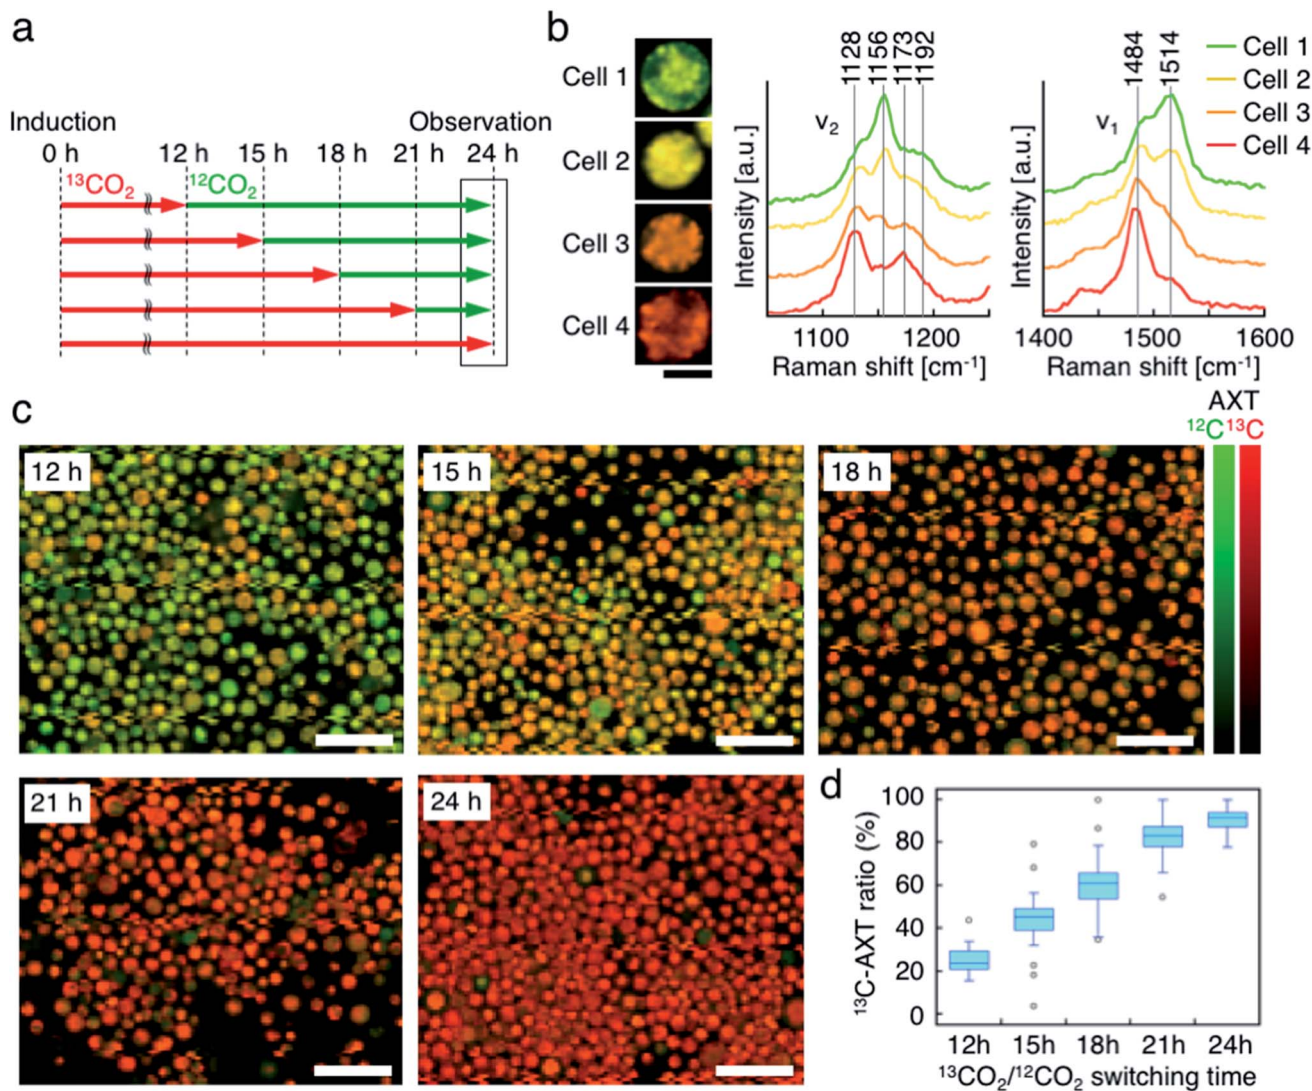 a
Induction
Observation
0 h
12 h
15 h
18 h
21 h
24 h
¹³CO₂
¹²CO₂
b
Cell 1
Cell 2
Cell 3
Cell 4
ν₂
1128
1156
1173
1192
Intensity [a.u.]
1100
1200
Raman shift [cm⁻¹]
ν₁
1484
1514
Intensity [a.u.]
1400
1500
1600
Raman shift [cm⁻¹]
Cell 1
Cell 2
Cell 3
Cell 4
c
12 h
15 h
18 h
AXT
¹²C
¹³C
21 h
24 h
d
¹³C-AXT ratio (%)
100
80
60
40
20
0
12h
15h
18h
21h
24h
¹³CO₂/¹²CO₂ switching time